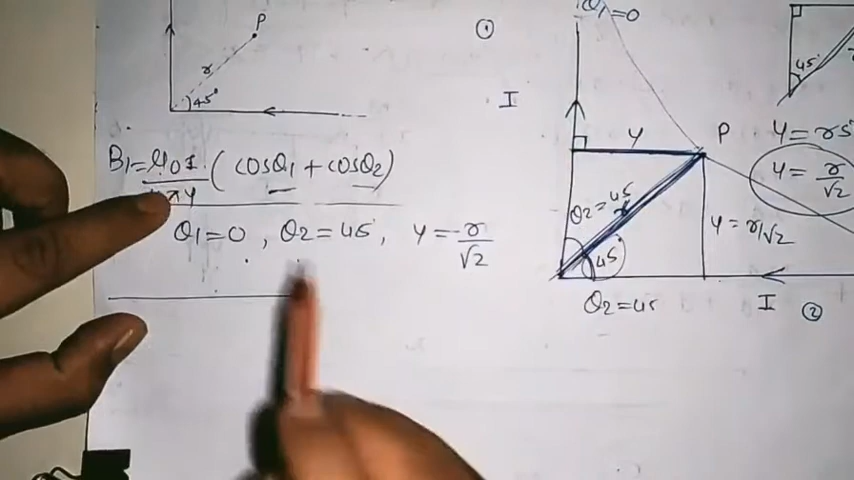 P
r
45°
①
I
B1=μ0I/4πy (cosθ1+cosθ2)
θ1=0, θ2=45°, y=r/√2
θ1=0
y
P
θ2=45
r
45°
y=r/√2
θ2=45
I
②
45°
y=rs
y=r/√2